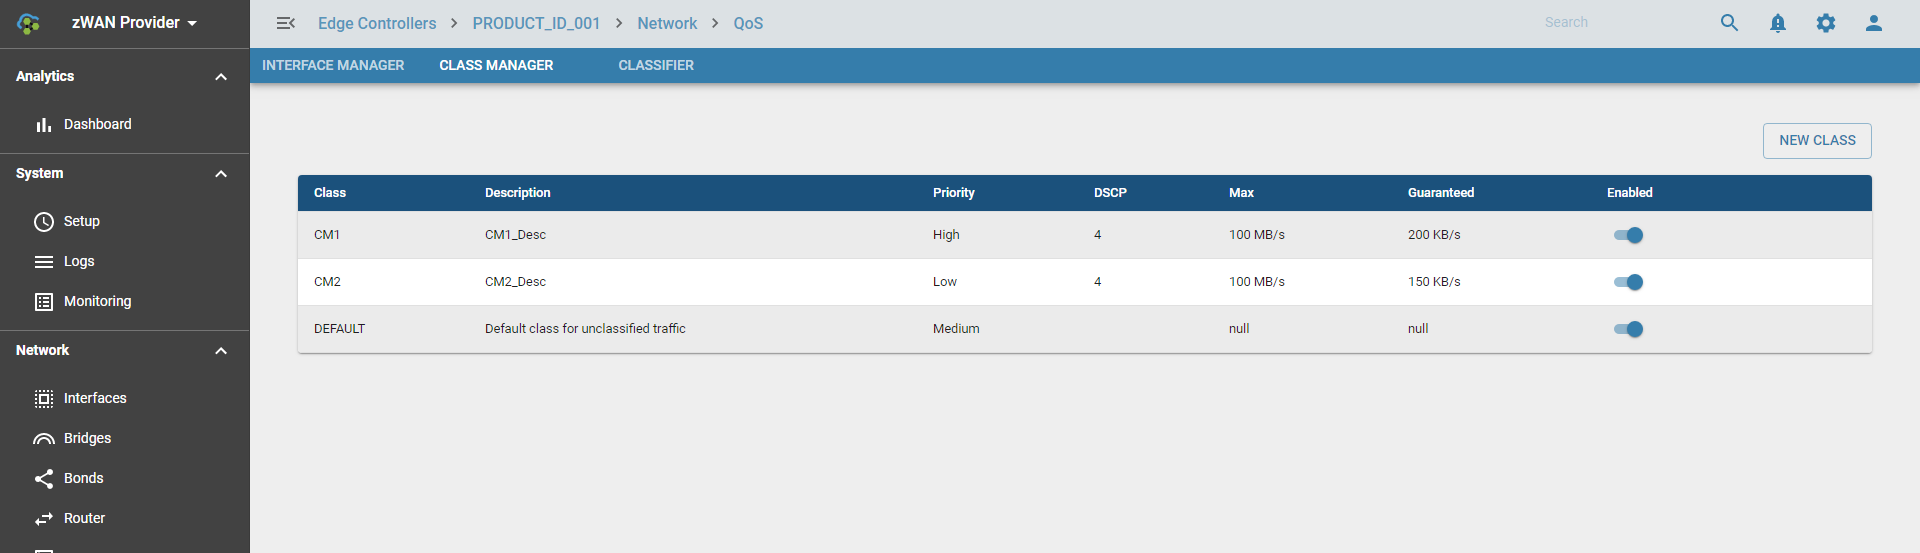 zWAN Provider
Edge Controllers > PRODUCT_ID_001 > Network > QoS
Search
INTERFACE MANAGER CLASS MANAGER CLASSIFIER
Analytics
Dashboard
System
Setup
Logs
Monitoring
Network
Interfaces
Bridges
Bonds
Router
NEW CLASS
Class Description Priority DSCP Max Guaranteed Enabled
CM1 CM1_Desc High 4 100 MB/s 200 KB/s
CM2 CM2_Desc Low 4 100 MB/s 150 KB/s
DEFAULT Default class for unclassified traffic Medium null null